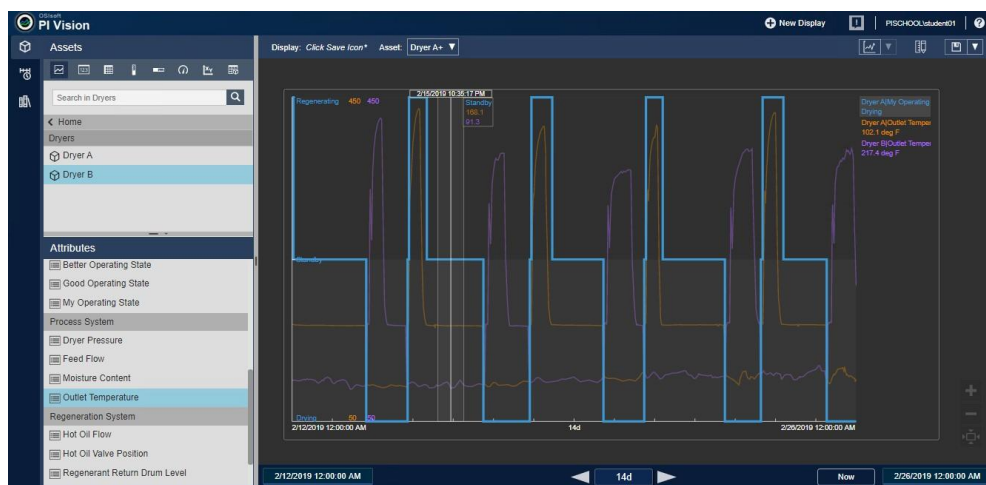 OSIsoft
PI Vision
New Display
PISCHOOL\student01
Assets
Display: Click Save Icon* Asset: Dryer A+
Search in Dryers
Home
Dryers
Dryer A
Dryer B
Attributes
Better Operating State
Good Operating State
My Operating State
Process System
Dryer Pressure
Feed Flow
Moisture Content
Outlet Temperature
Regeneration System
Hot Oil Flow
Hot Oil Valve Position
Regenerant Return Drum Level
2/15/2019 10:35:17 PM
Regenerating 450 450
Standby
91.3
Dryer A|My Operating
Drying
Dryer A|Outlet Temper
102.1 deg F
Dryer B|Outlet Temper
217.4 deg F
Standby
Drying 50 50
2/12/2019 12:00:00 AM 14d 2/26/2019 12:00:00 AM
2/12/2019 12:00:00 AM 14d Now 2/26/2019 12:00:00 AM